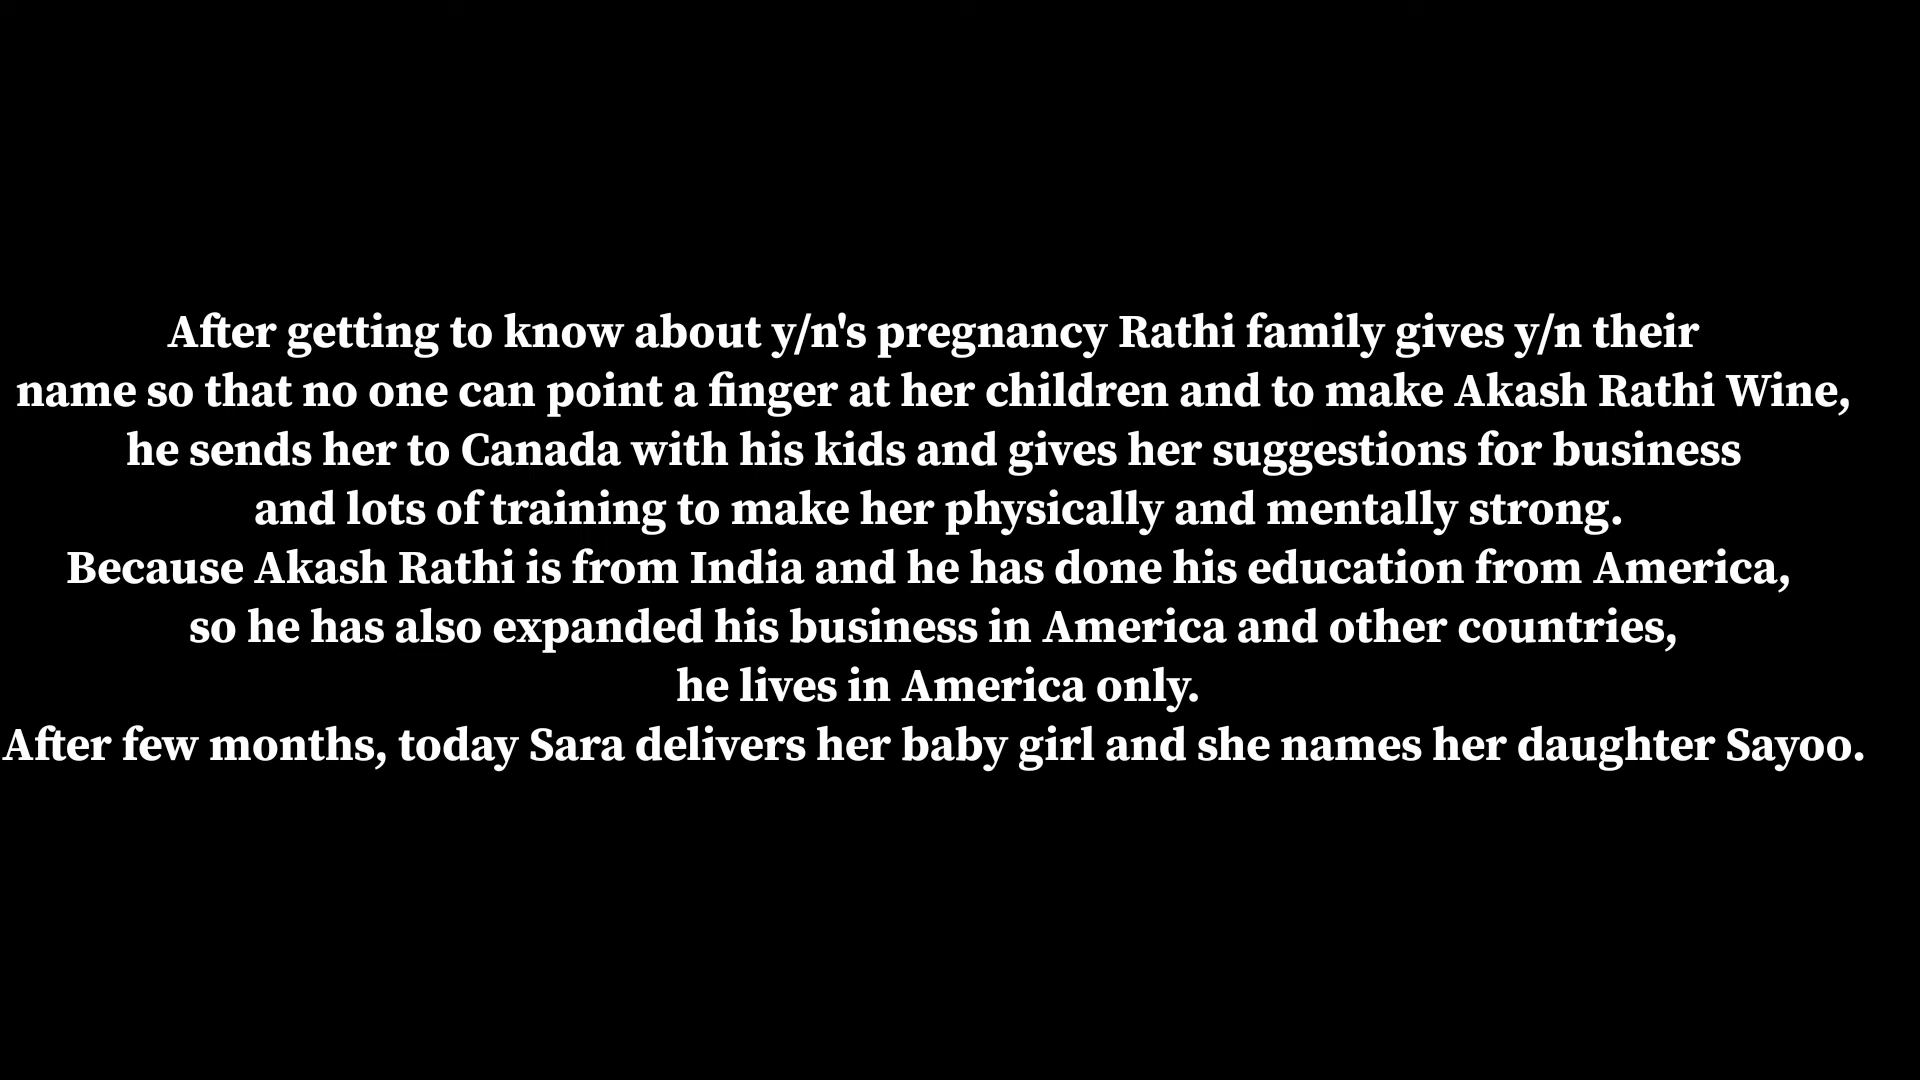 After getting to know about y/n's pregnancy Rathi family gives y/n their
name so that no one can point a finger at her children and to make Akash Rathi Wine,
he sends her to Canada with his kids and gives her suggestions for business
and lots of training to make her physically and mentally strong.
Because Akash Rathi is from India and he has done his education from America,
so he has also expanded his business in America and other countries,
he lives in America only.
After few months, today Sara delivers her baby girl and she names her daughter Sayoo.